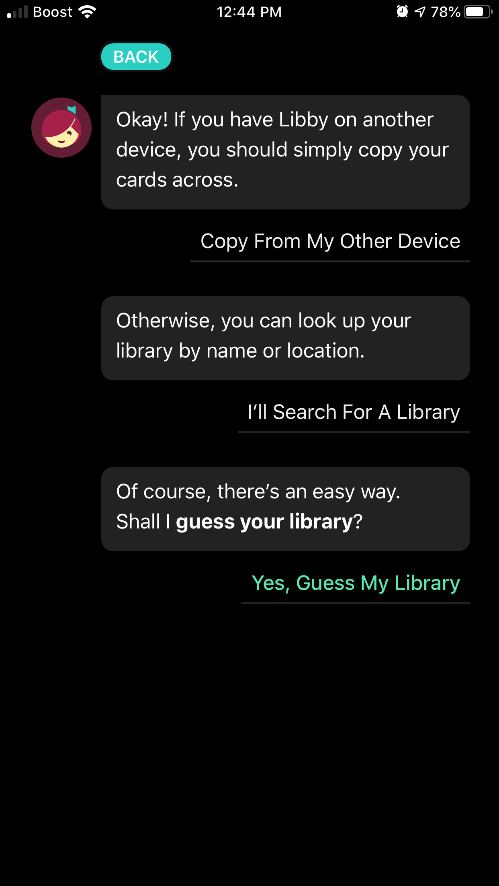 Boost 12:44 PM 78%
BACK
Okay! If you have Libby on another
device, you should simply copy your
cards across.
Copy From My Other Device
Otherwise, you can look up your
library by name or location.
I’ll Search For A Library
Of course, there’s an easy way.
Shall I guess your library?
Yes, Guess My Library